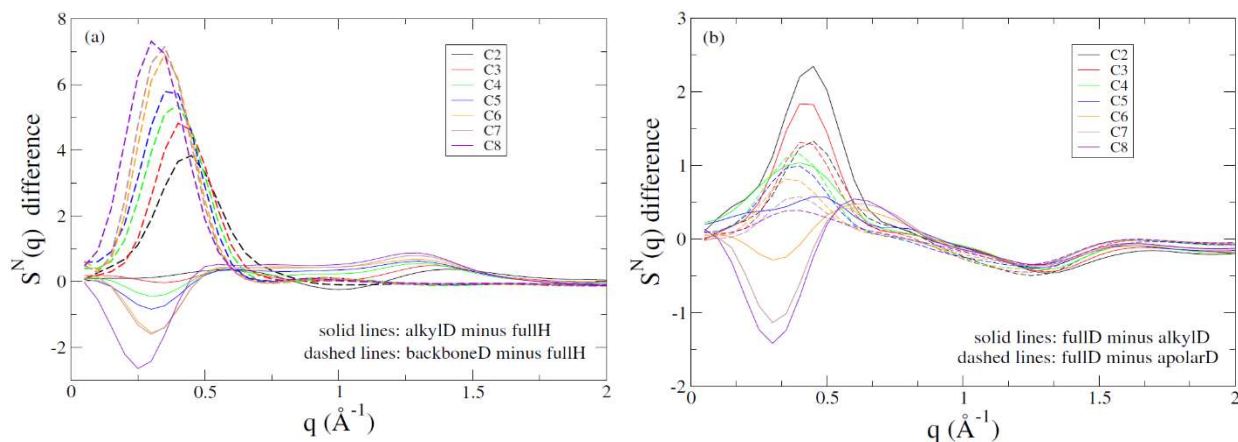 (a)
8
6
4
2
0
-2
S^N(q) difference
C2
C3
C4
C5
C6
C7
C8
solid lines: alkylD minus fullH
dashed lines: backboneD minus fullH
0
0.5
1
1.5
2
q (Å^-1)
(b)
3
2
1
0
-1
-2
S^N(q) difference
C2
C3
C4
C5
C6
C7
C8
solid lines: fullD minus alkylD
dashed lines: fullD minus apolarD
0
0.5
1
1.5
2
q (Å^-1)